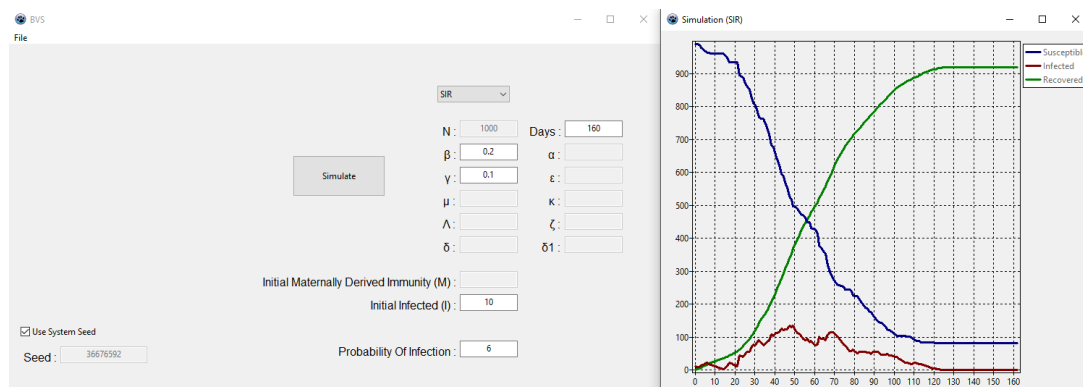 BVS
File
SIR
N : 1000 Days : 160
β : 0.2 α :
γ : 0.1 ε :
μ : κ :
Λ : ζ :
δ : δ1 :
Simulate
Initial Maternally Derived Immunity (M) :
Initial Infected (I) : 10
Use System Seed
Seed : 36676592
Probability Of Infection : 6
Simulation (SIR)
Susceptible
Infected
Recovered
900
800
700
600
500
400
300
200
100
0
0 10 20 30 40 50 60 70 80 90 100 110 120 130 140 150 160